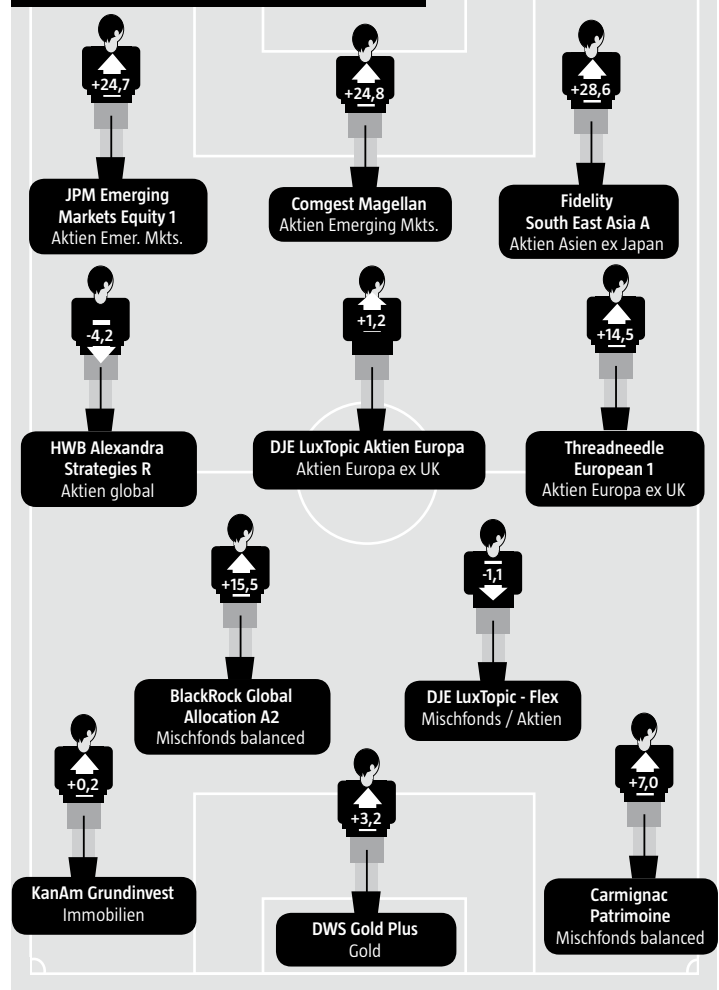 +24,7
JPM Emerging
Markets Equity 1
Aktien Emer. Mkts.
+24,8
Comgest Magellan
Aktien Emerging Mkts.
+28,6
Fidelity
South East Asia A
Aktien Asien ex Japan
-4,2
HWB Alexandra
Strategies R
Aktien global
+1,2
DJE LuxTopic Aktien Europa
Aktien Europa ex UK
+14,5
Threadneedle
European 1
Aktien Europa ex UK
+15,5
BlackRock Global
Allocation A2
Mischfonds balanced
-1,1
DJE LuxTopic - Flex
Mischfonds / Aktien
+0,2
KanAm Grundinvest
Immobilien
+3,2
DWS Gold Plus
Gold
+7,0
Carmignac
Patrimoine
Mischfonds balanced